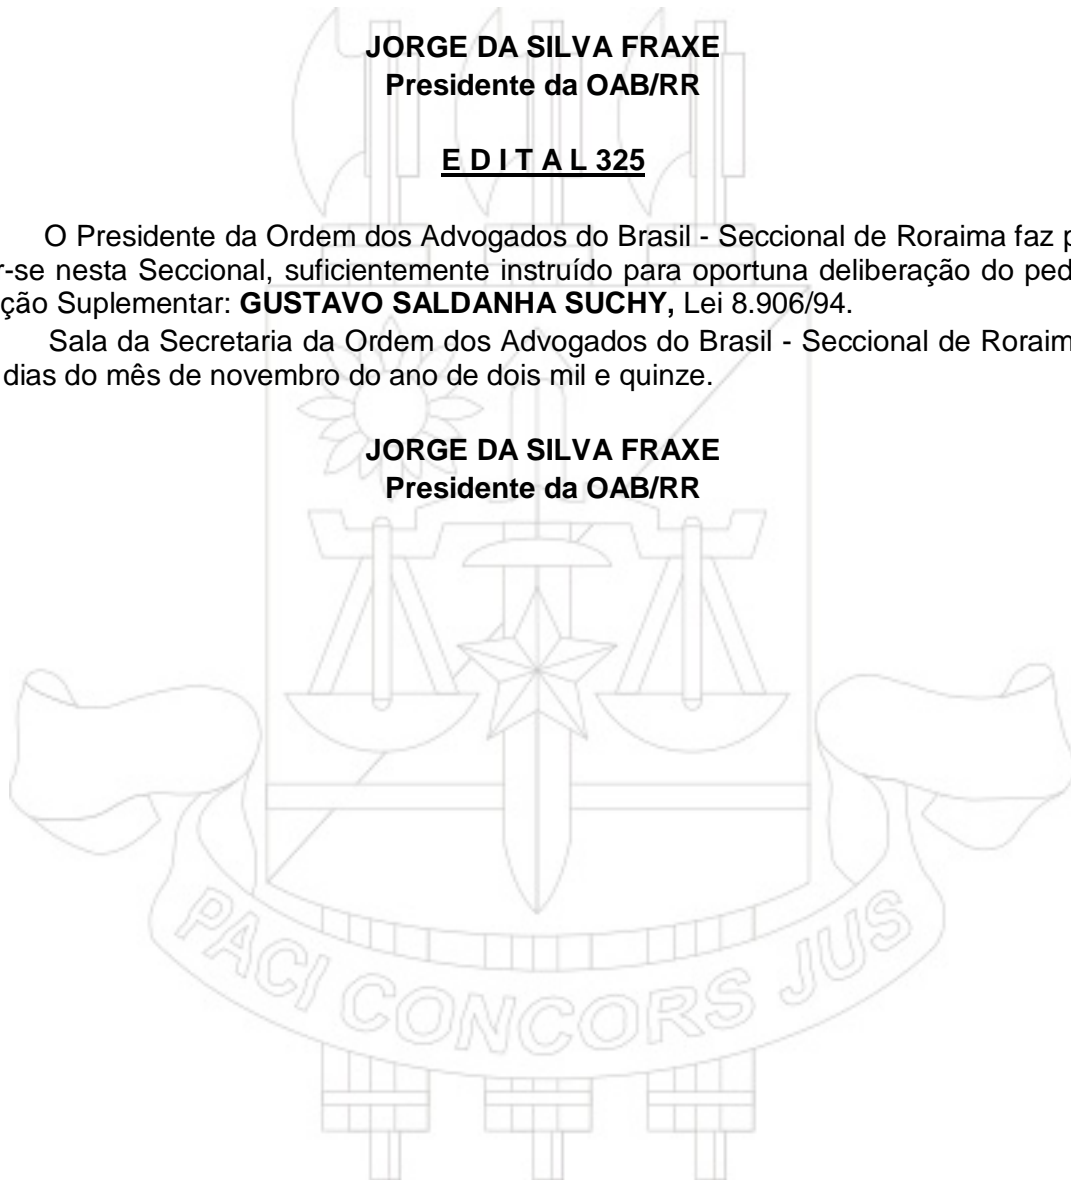 JORGE DA SILVA FRAXE
Presidente da OAB/RR
E D I T A L 325
O Presidente da Ordem dos Advogados do Brasil - Seccional de Roraima faz p
r-se nesta Seccional, suficientemente instruído para oportuna deliberação do ped
ção Suplementar: GUSTAVO SALDANHA SUCHY, Lei 8.906/94.
Sala da Secretaria da Ordem dos Advogados do Brasil - Seccional de Roraim
dias do mês de novembro do ano de dois mil e quinze.
JORGE DA SILVA FRAXE
Presidente da OAB/RR
PACI CONCORS JUS